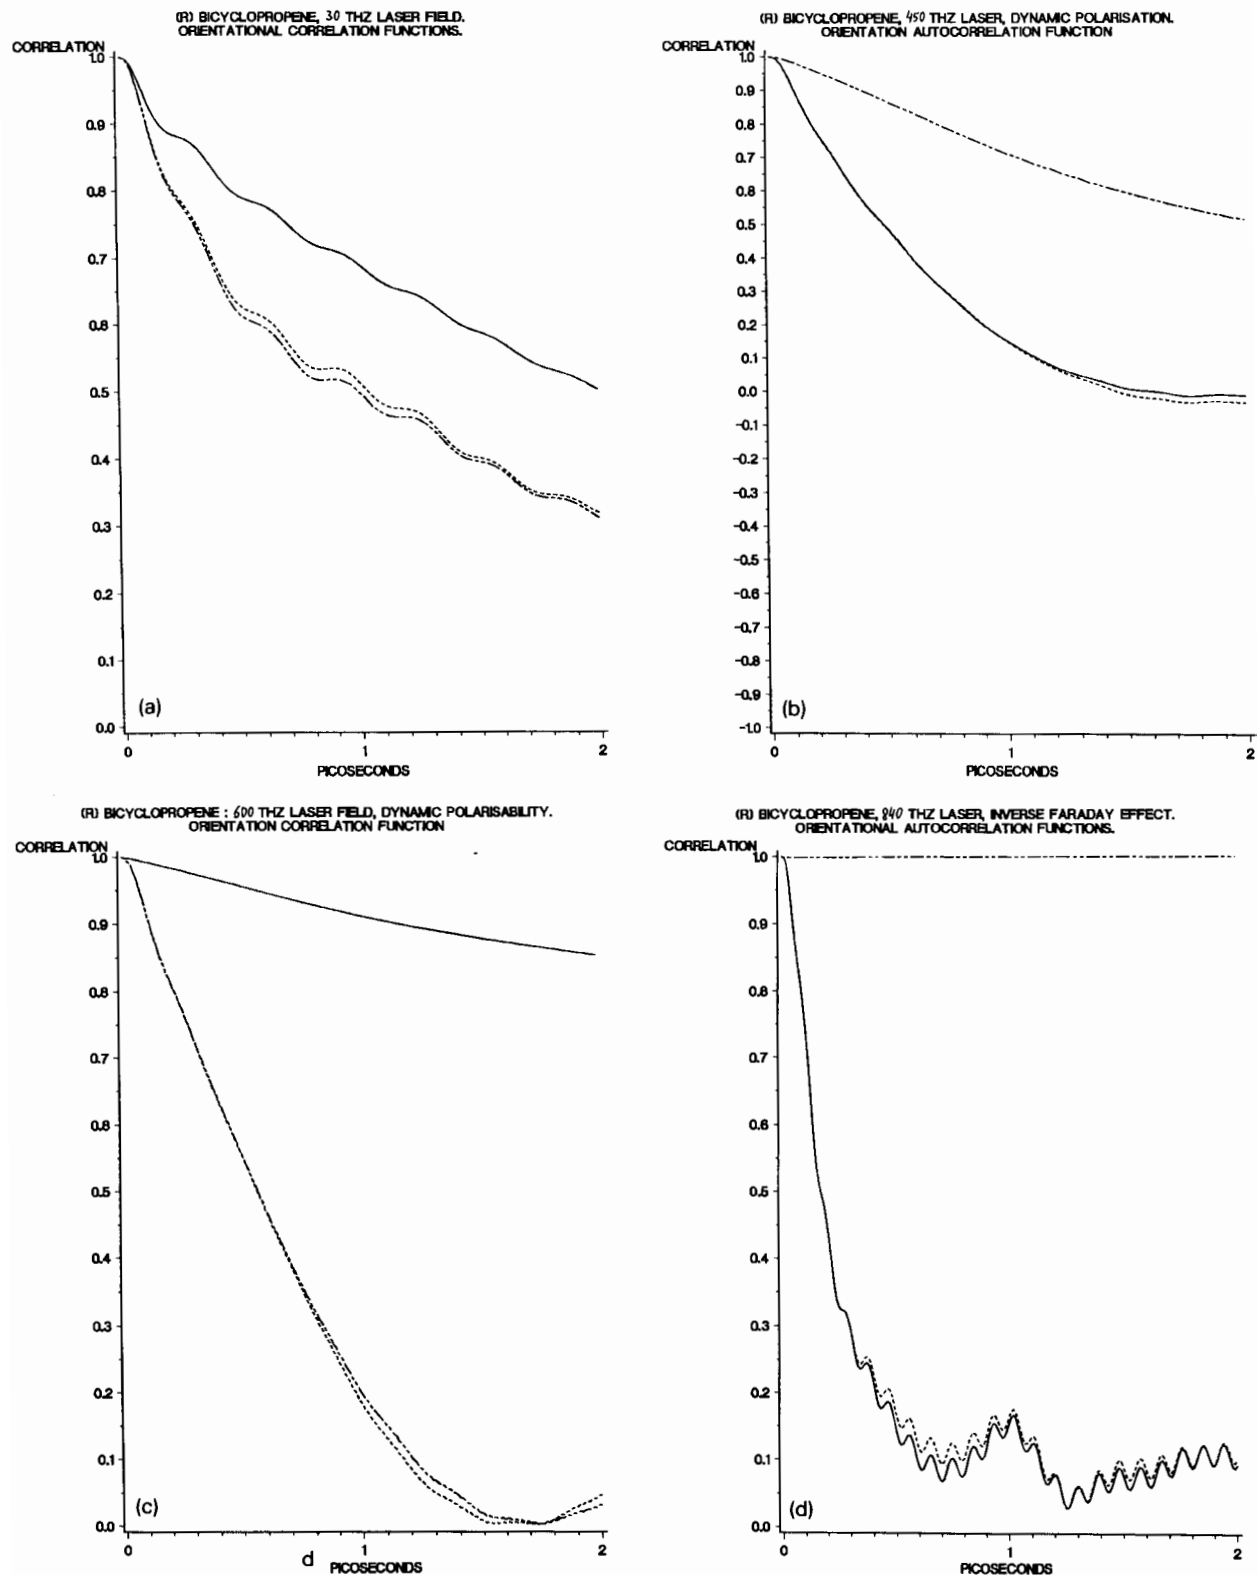 (R) BICYCLOPROPENE, 30 THZ LASER FIELD.
ORIENTATIONAL CORRELATION FUNCTIONS.
CORRELATION
1.0
0.9
0.8
0.7
0.6
0.5
0.4
0.3
0.2
0.1
0.0
(a)
0 1 2
PICOSECONDS
(R) BICYCLOPROPENE, 450 THZ LASER, DYNAMIC POLARISATION.
ORIENTATION AUTOCORRELATION FUNCTION
CORRELATION
1.0
0.9
0.8
0.7
0.6
0.5
0.4
0.3
0.2
0.1
0.0
-0.1
-0.2
-0.3
-0.4
-0.5
-0.6
-0.7
-0.8
-0.9
-1.0
(b)
0 1 2
PICOSECONDS
(R) BICYCLOPROPENE : 600 THZ LASER FIELD, DYNAMIC POLARISABILITY.
ORIENTATION CORRELATION FUNCTION
CORRELATION
1.0
0.9
0.8
0.7
0.6
0.5
0.4
0.3
0.2
0.1
0.0
(c)
0 1 2
d
PICOSECONDS
(R) BICYCLOPROPENE, 840 THZ LASER, INVERSE FARADAY EFFECT.
ORIENTATIONAL AUTOCORRELATION FUNCTIONS.
CORRELATION
1.0
0.9
0.8
0.7
0.6
0.5
0.4
0.3
0.2
0.1
0.0
(d)
0 1 2
PICOSECONDS